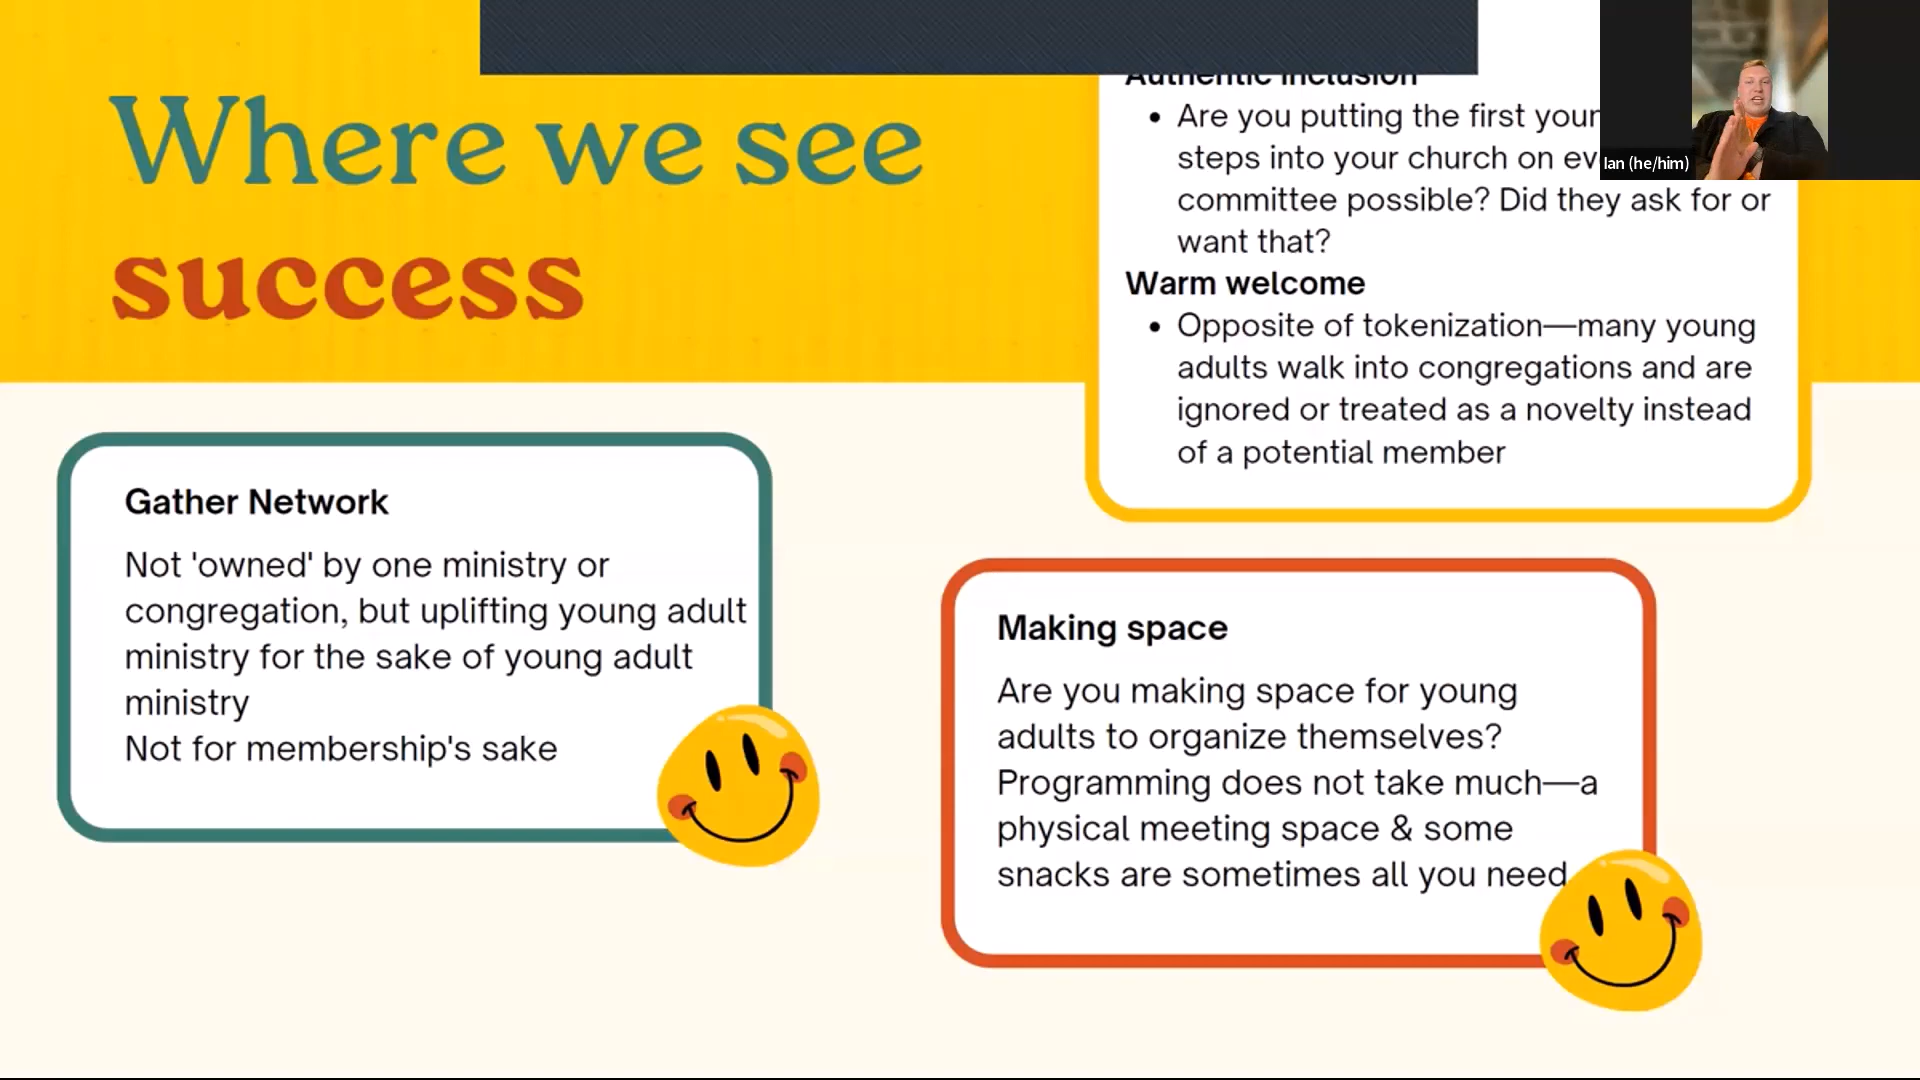 Where we see
success
Authentic inclusion
• Are you putting the first
steps into your church on
committee possible? Did they ask for or
want that?
Warm welcome
• Opposite of tokenization—many young
adults walk into congregations and are
ignored or treated as a novelty instead
of a potential member
Ian (he/him)
Gather Network
Not 'owned' by one ministry or
congregation, but uplifting young adult
ministry for the sake of young adult
ministry
Not for membership's sake
Making space
Are you making space for young
adults to organize themselves?
Programming does not take much—a
physical meeting space & some
snacks are sometimes all you need